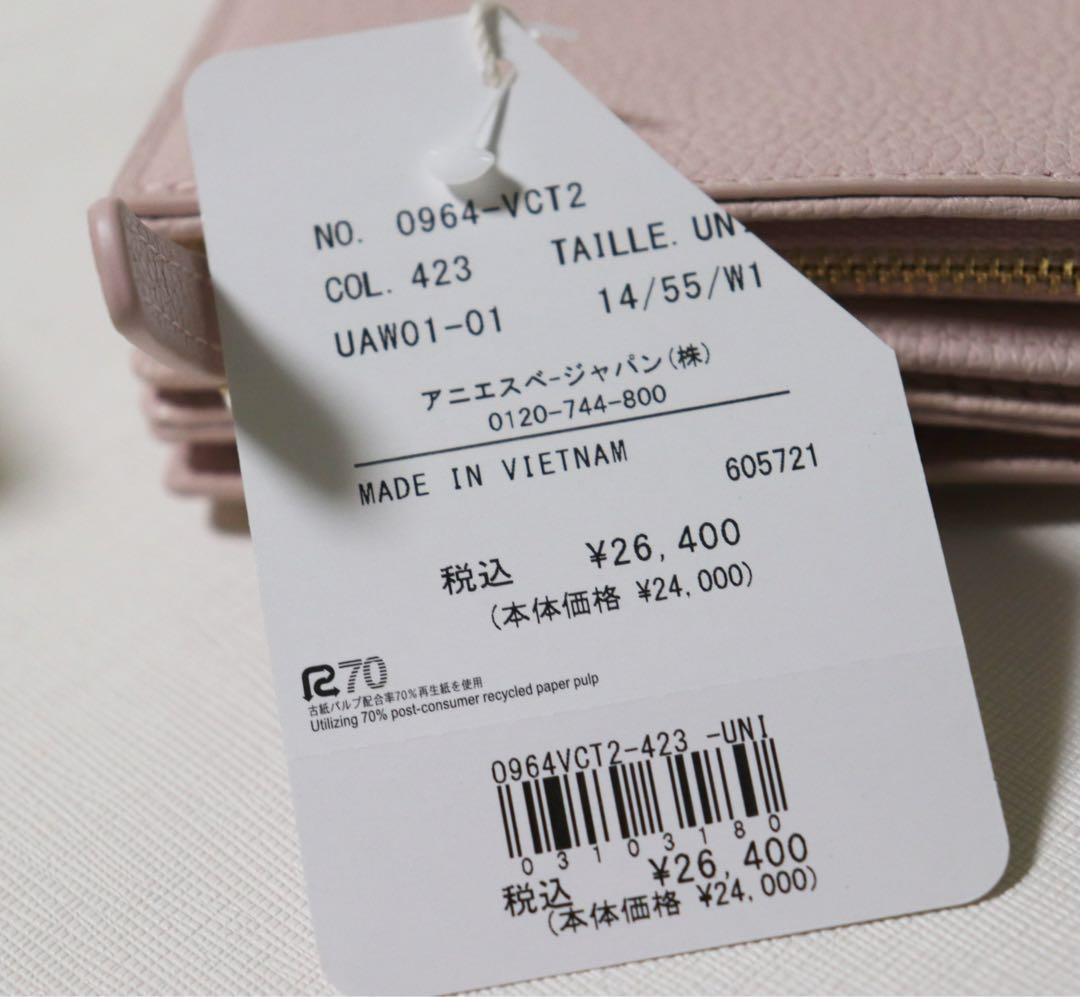 NO. 0964-VCT2
COL. 423 TAILLE. UNI
UAW01-01 14/55/W1
アニエスベージャパン(株)
0120-744-800
MADE IN VIETNAM 605721
税込 ¥26,400
(本体価格 ¥24,000)
R70
古紙パルプ配合率70%再生紙を使用
Utilizing 70% post-consumer recycled paper pulp
0964VCT2-423 -UNI
03103180
税込 ¥26,400
(本体価格 ¥24,000)